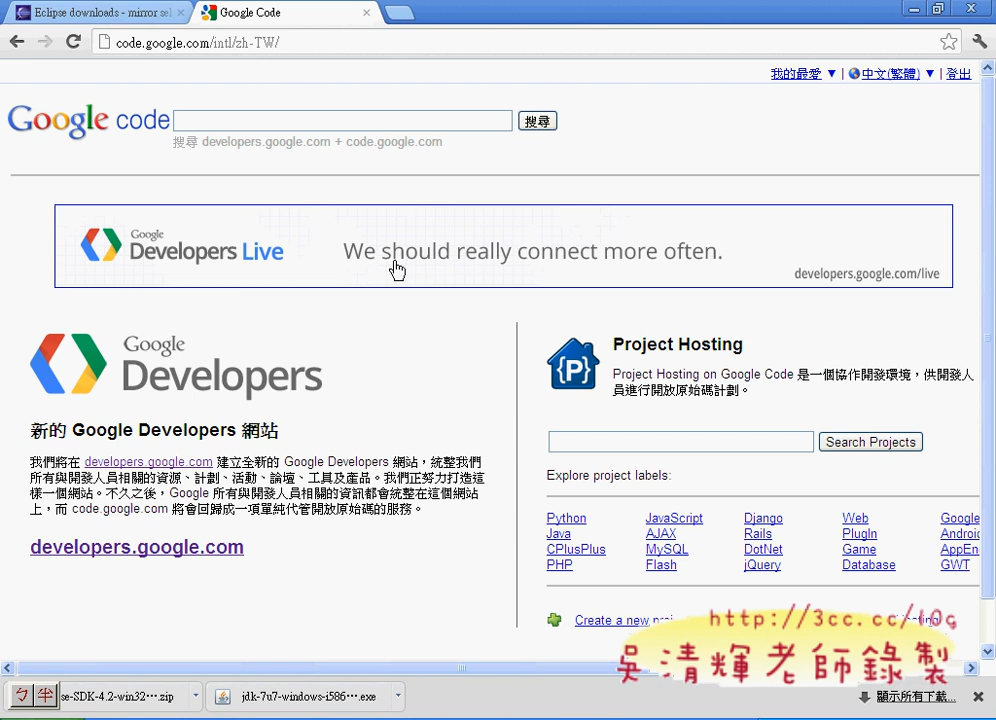 Eclipse downloads - mirror sel
Google Code
code.google.com/intl/zh-TW/
我的最愛 ▼ | 中文(繁體) ▼ | 登出
Google code
搜尋
搜尋 developers.google.com + code.google.com
Google
Developers Live
We should really connect more often.
developers.google.com/live
Google
Developers
新的 Google Developers 網站
我們將在 developers.google.com 建立全新的 Google Developers 網站，統整我們
所有與開發人員相關的資源、計劃、活動、論壇、工具及產品。我們正努力打造這
樣一個網站。不久之後，Google 所有與開發人員相關的資訊都會統整在這個網站
上，而 code.google.com 將會回歸成一項單純代管開放原始碼的服務。
developers.google.com
{P}
Project Hosting
Project Hosting on Google Code 是一個協作開發環境，供開發人
員進行開放原始碼計劃。
Search Projects
Explore project labels:
Python JavaScript Django Web Google
Java AJAX Rails PlugIn Androi
CPlusPlus MySQL DotNet Game AppEn
PHP Flash jQuery Database GWT
Create a new
http://3cc.cc/10g
吳清輝老師錄製
ㄅ 半 se-SDK-4.2-win32….zip
jdk-7u7-windows-i586….exe
顯示所有下載...